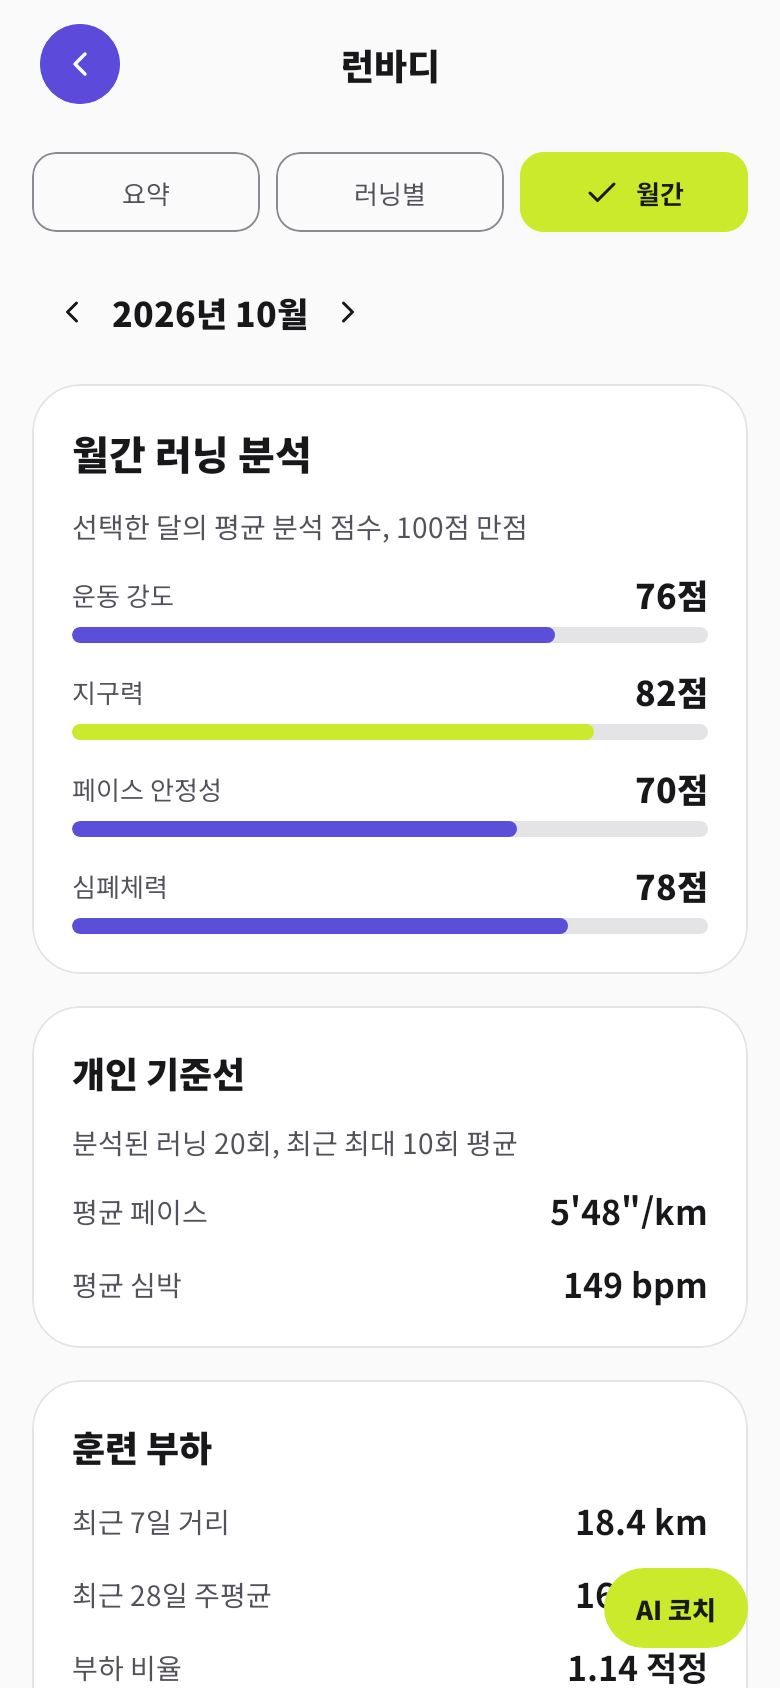 런바디
요약
러닝별
월간
2026년 10월
월간 러닝 분석
선택한 달의 평균 분석 점수, 100점 만점
운동 강도 76점
지구력 82점
페이스 안정성 70점
심폐체력 78점
개인 기준선
분석된 러닝 20회, 최근 최대 10회 평균
평균 페이스 5'48"/km
평균 심박 149 bpm
훈련 부하
최근 7일 거리 18.4 km
최근 28일 주평균
AI 코치
부하 비율 1.14 적정